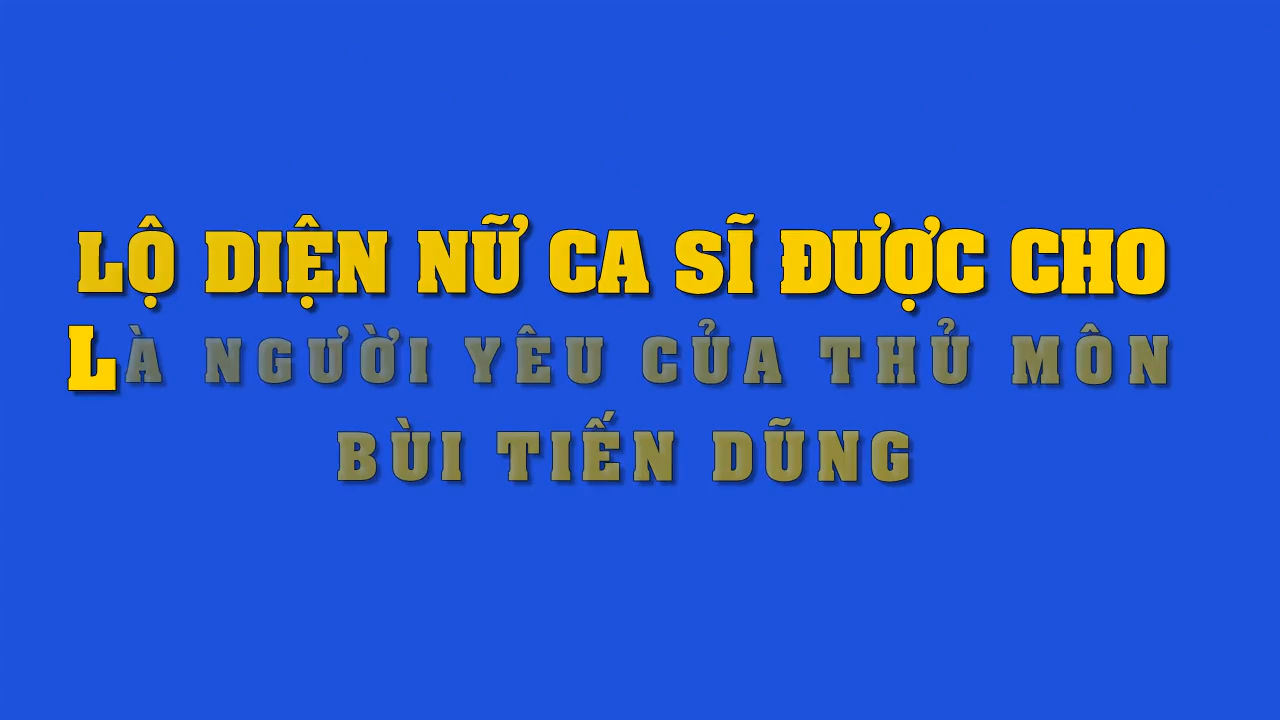 LỘ DIỆN NỮ CA SĨ ĐƯỢC CHO
LÀ NGƯỜI YÊU CỦA THỦ MÔN
BÙI TIẾN DŨNG